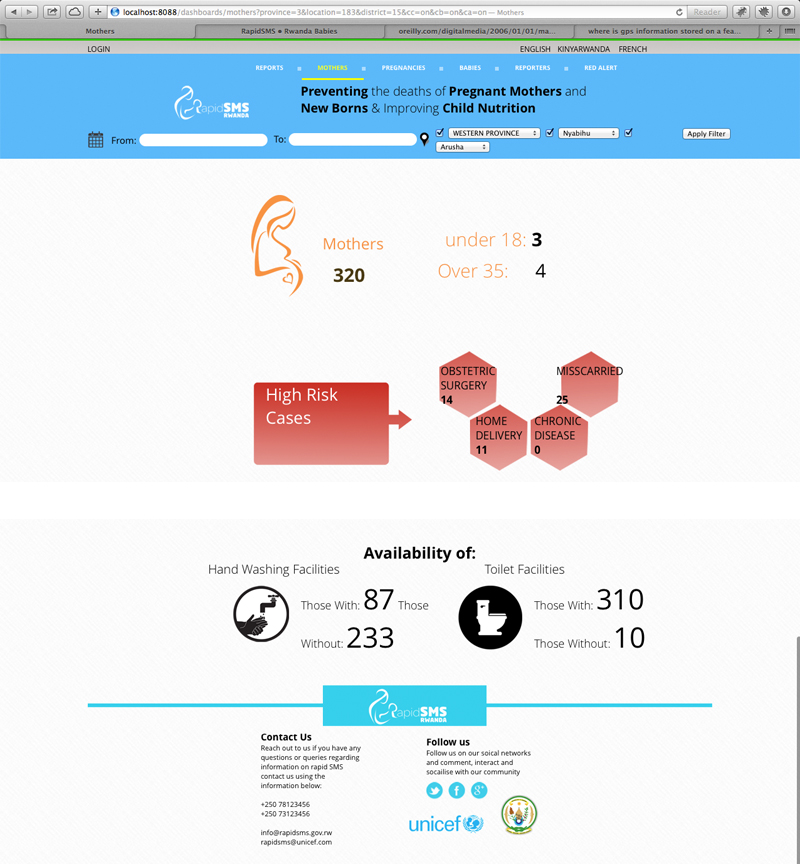 localhost:8088/dashboards/mothers?province=3&location=183&district=15&cc=on&cb=on&ca=on — Mothers
Reader
Mothers
RapidSMS • Rwanda Babies
oreilly.com/digitalmedia/2006/01/01/ma...
where is gps information stored on a fea...
LOGIN
ENGLISH KINYARWANDA FRENCH
REPORTS
MOTHERS
PREGNANCIES
BABIES
REPORTERS
RED ALERT
RapidSMS
RWANDA
Preventing the deaths of Pregnant Mothers and
New Borns & Improving Child Nutrition
From:
To:
WESTERN PROVINCE
Nyabihu
Apply Filter
Arusha
Mothers
320
under 18: 3
Over 35: 4
High Risk
Cases
OBSTETRIC
SURGERY
14
MISSCARRIED
25
HOME
DELIVERY
11
CHRONIC
DISEASE
0
Availability of:
Hand Washing Facilities
Those With: 87 Those
Without: 233
Toilet Facilities
Those With: 310
Those Without: 10
RapidSMS
RWANDA
Contact Us
Reach out to us if you have any
questions or queries regarding
information on rapid SMS
contact us using the
information below:
+250 78123456
+250 73123456
info@rapidsms.gov.rw
rapidsms@unicef.com
Follow us
Follow us on our soical networks
and comment, interact and
socailise with our community
unicef